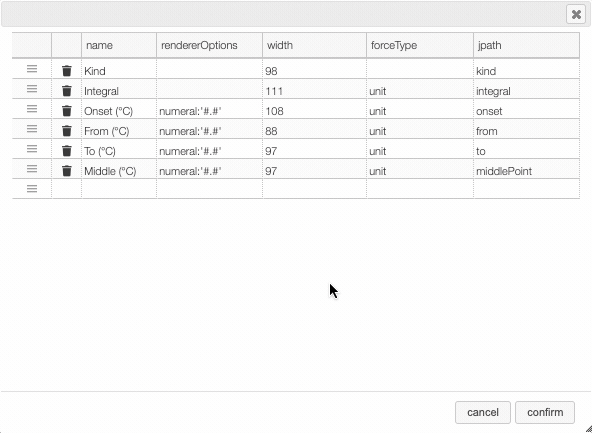 name rendererOptions width forceType jpath
Kind 98 kind
Integral 111 unit integral
Onset (°C) numeral:'#.#' 108 unit onset
From (°C) numeral:'#.#' 88 unit from
To (°C) numeral:'#.#' 97 unit to
Middle (°C) numeral:'#.#' 97 unit middlePoint
cancel confirm